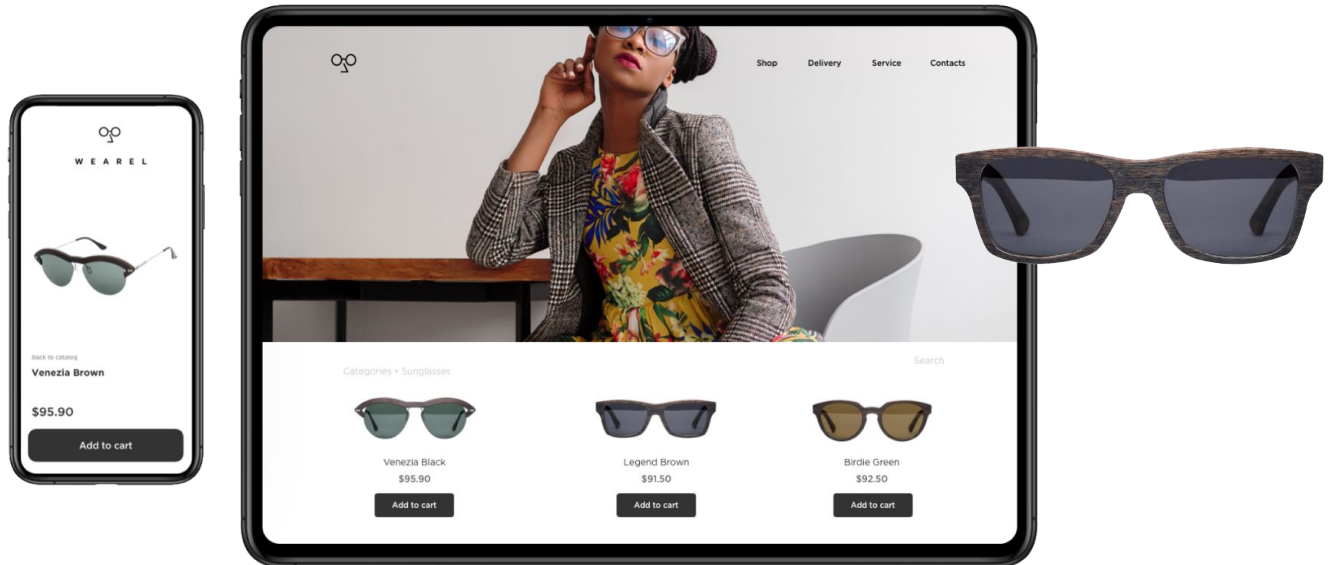 WEAREL
Back to catalog
Venezia Brown
$95.90
Add to cart
Shop Delivery Service Contacts
Search
Categories • Sunglasses
Venezia Black Legend Brown Birdie Green
$95.90 $91.50 $92.50
Add to cart Add to cart Add to cart